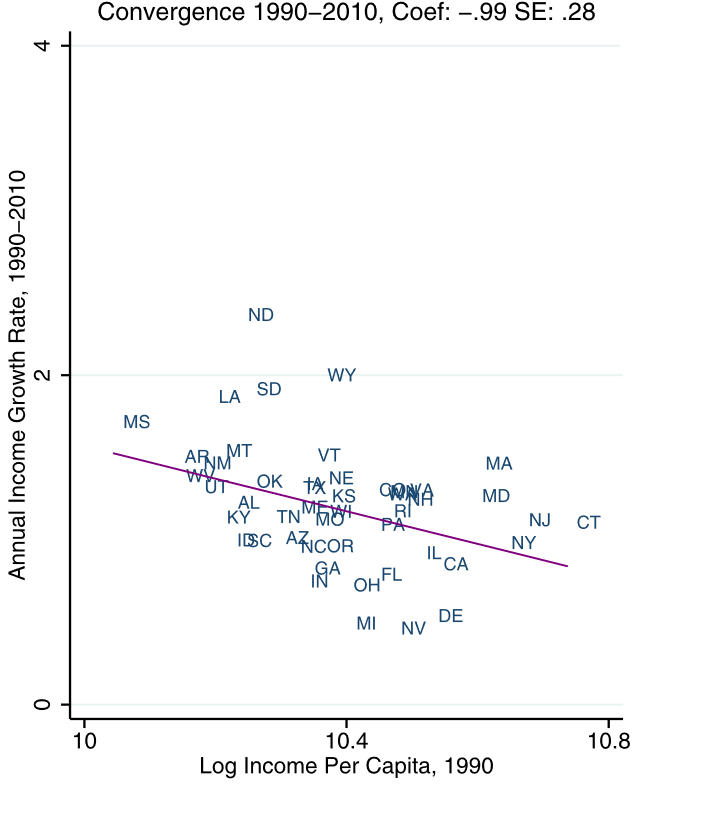 Convergence 1990–2010, Coef: −.99 SE: .28
Annual Income Growth Rate, 1990–2010
4
2
0
ND
WY
SD
LA
MS
MT
VT
AR
NM
MA
WV
OK
NE
UT
IA
TX
CO
MN
WA
KS
MD
NH
AL
ME
WI
RI
KY
TN
MO
PA
NJ
CT
ID
SC
AZ
NC
OR
NY
IL
CA
GA
FL
IN
OH
DE
MI
NV
10
10.4
10.8
Log Income Per Capita, 1990